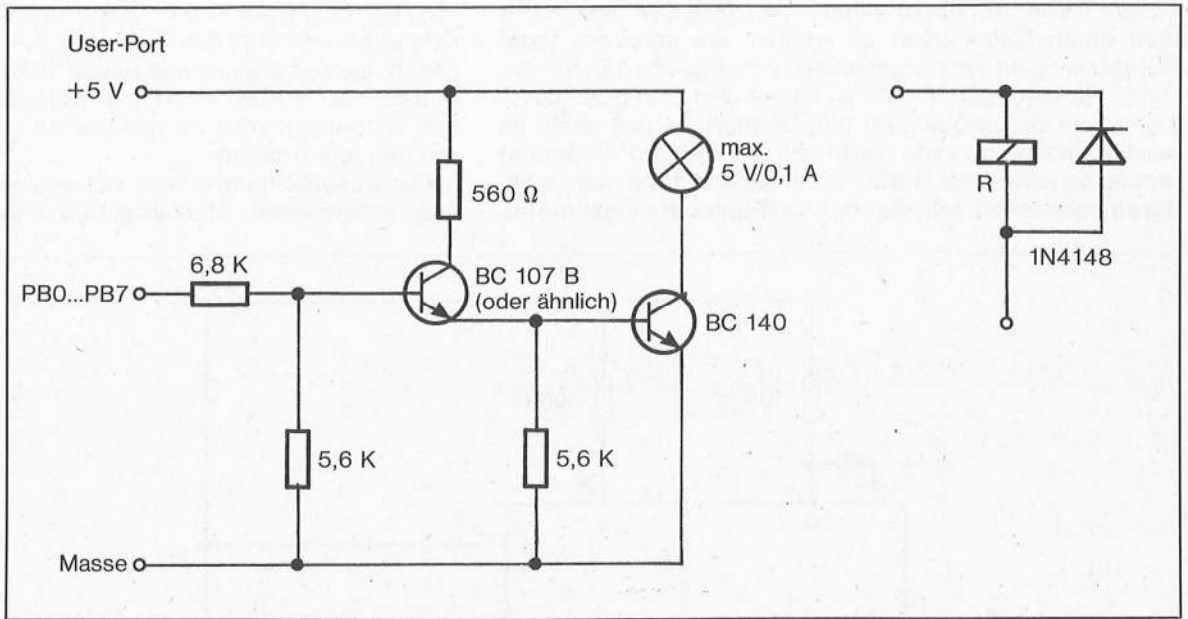 User-Port
+5 V
560 Ω
max.
5 V/0,1 A
R
1N4148
6,8 K
PB0...PB7
BC 107 B
(oder ähnlich)
BC 140
5,6 K
5,6 K
Masse